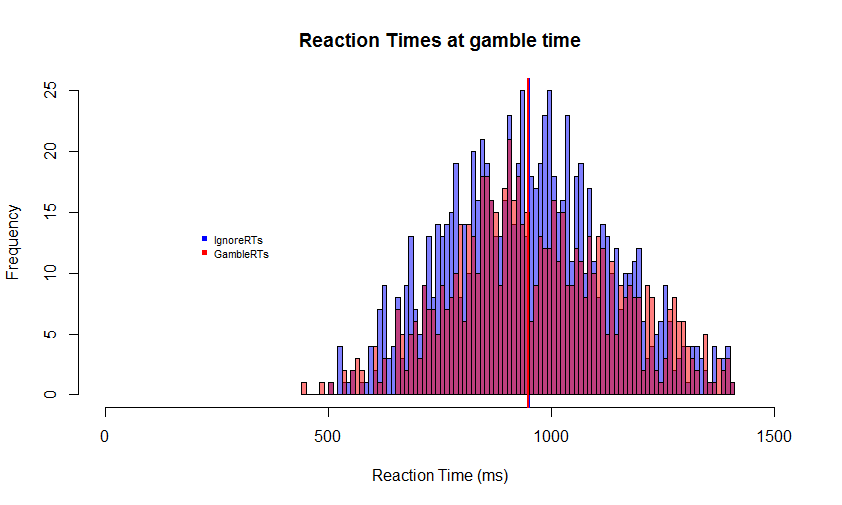 Reaction Times at gamble time
Frequency
25
20
15
10
5
0
IgnoreRTs
GambleRTs
0 500 1000 1500
Reaction Time (ms)